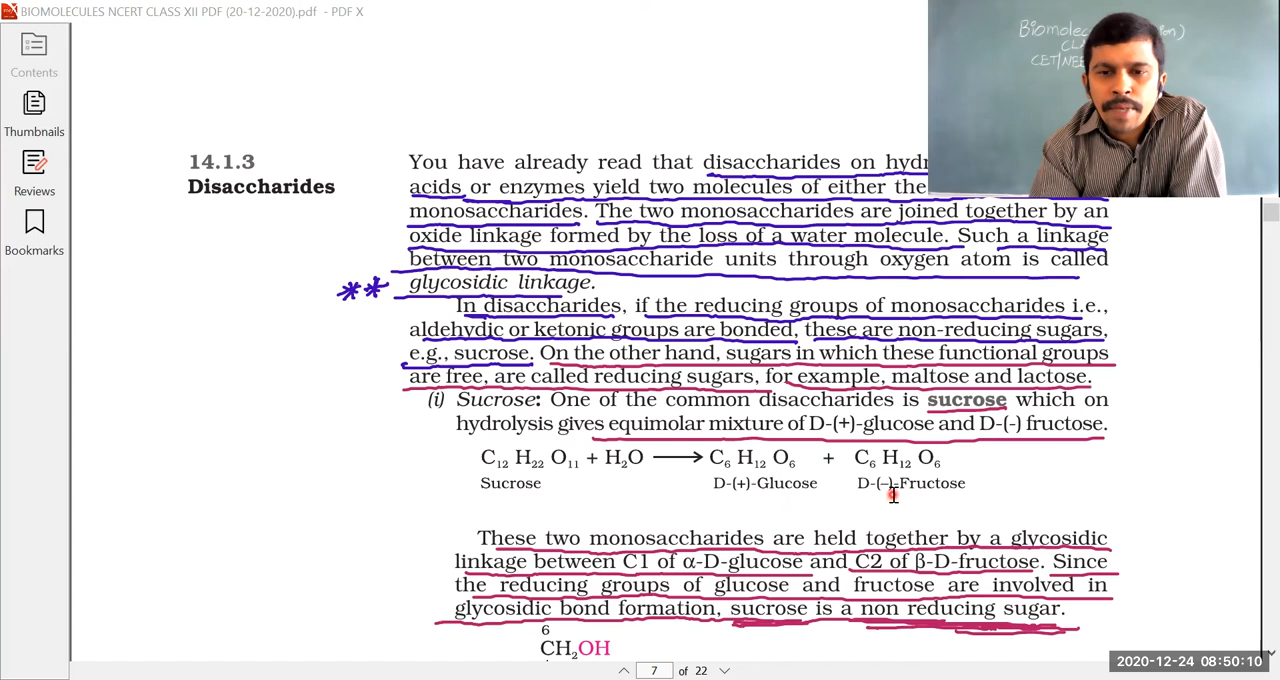 BIOMOLECULES NCERT CLASS XII PDF (20-12-2020).pdf - PDF X
Contents
Thumbnails
Reviews
Bookmarks
Biomolec on)
CL
CET/NEE
14.1.3
Disaccharides
You have already read that disaccharides on
acids or enzymes yield two molecules of either the
monosaccharides. The two monosaccharides are joined together by an
oxide linkage formed by the loss of a water molecule. Such a linkage
between two monosaccharide units through oxygen atom is called
glycosidic linkage.
**
In disaccharides, if the reducing groups of monosaccharides i.e.,
aldehydic or ketonic groups are bonded, these are non-reducing sugars,
e.g., sucrose. On the other hand, sugars in which these functional groups
are free, are called reducing sugars, for example, maltose and lactose.
(i) Sucrose: One of the common disaccharides is sucrose which on
hydrolysis gives equimolar mixture of D-(+)-glucose and D-(-) fructose.
C₁₂ H₂₂ O₁₁ + H₂O ⟶ C₆ H₁₂ O₆ + C₆ H₁₂ O₆
Sucrose D-(+)-Glucose D-(–)-Fructose
These two monosaccharides are held together by a glycosidic
linkage between C1 of α-D-glucose and C2 of β-D-fructose. Since
the reducing groups of glucose and fructose are involved in
glycosidic bond formation, sucrose is a non reducing sugar.
6
CH₂OH
7 of 22
2020-12-24 08:50:10